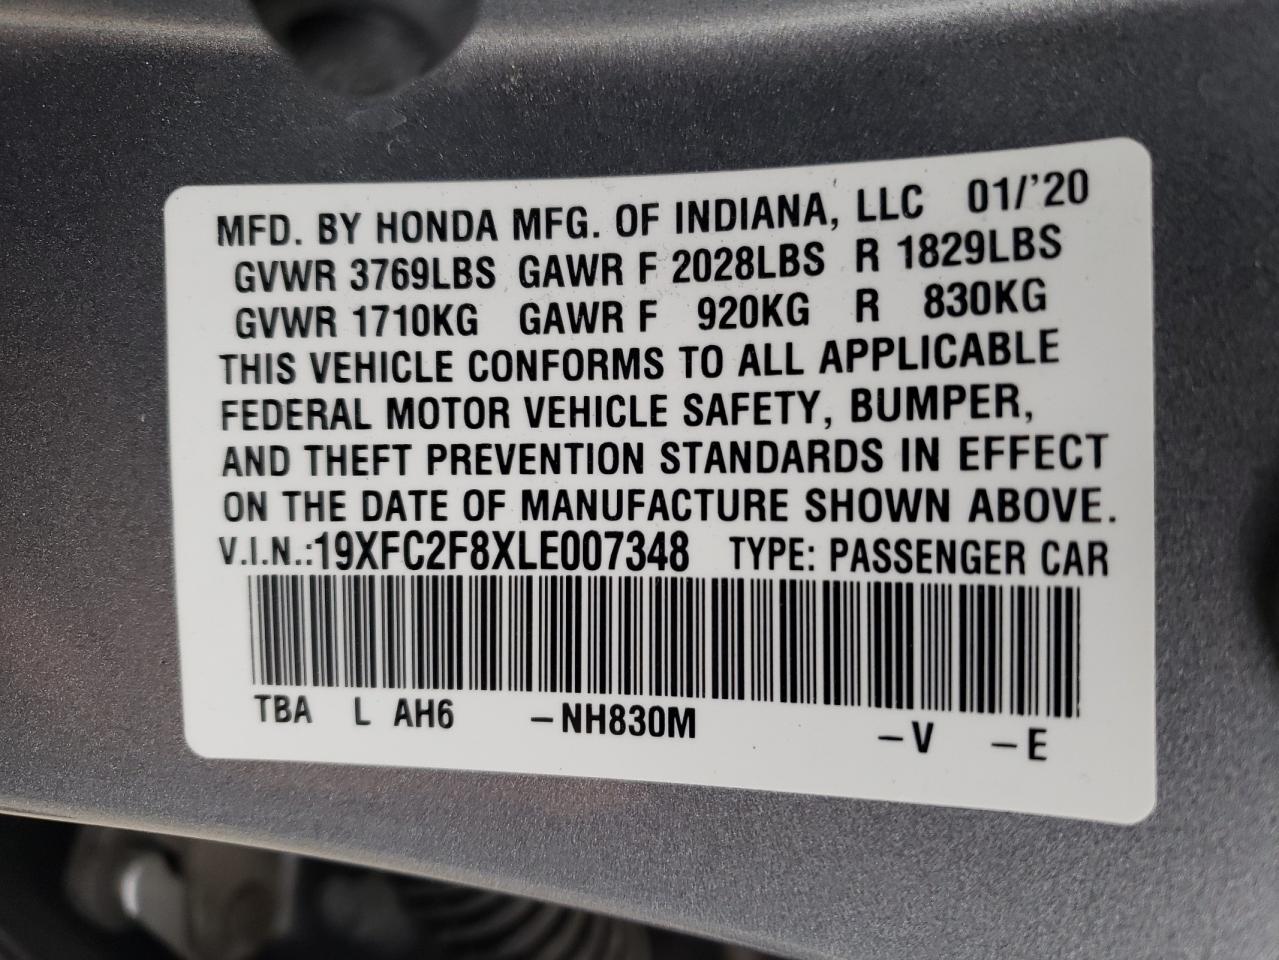 MFD. BY HONDA MFG. OF INDIANA, LLC 01/'20
GVWR 3769LBS GAWR F 2028LBS R 1829LBS
GVWR 1710KG GAWR F 920KG R 830KG
THIS VEHICLE CONFORMS TO ALL APPLICABLE
FEDERAL MOTOR VEHICLE SAFETY, BUMPER,
AND THEFT PREVENTION STANDARDS IN EFFECT
ON THE DATE OF MANUFACTURE SHOWN ABOVE.
V.I.N.:19XFC2F8XLE007348 TYPE: PASSENGER CAR
TBA L AH6 –NH830M –V –E